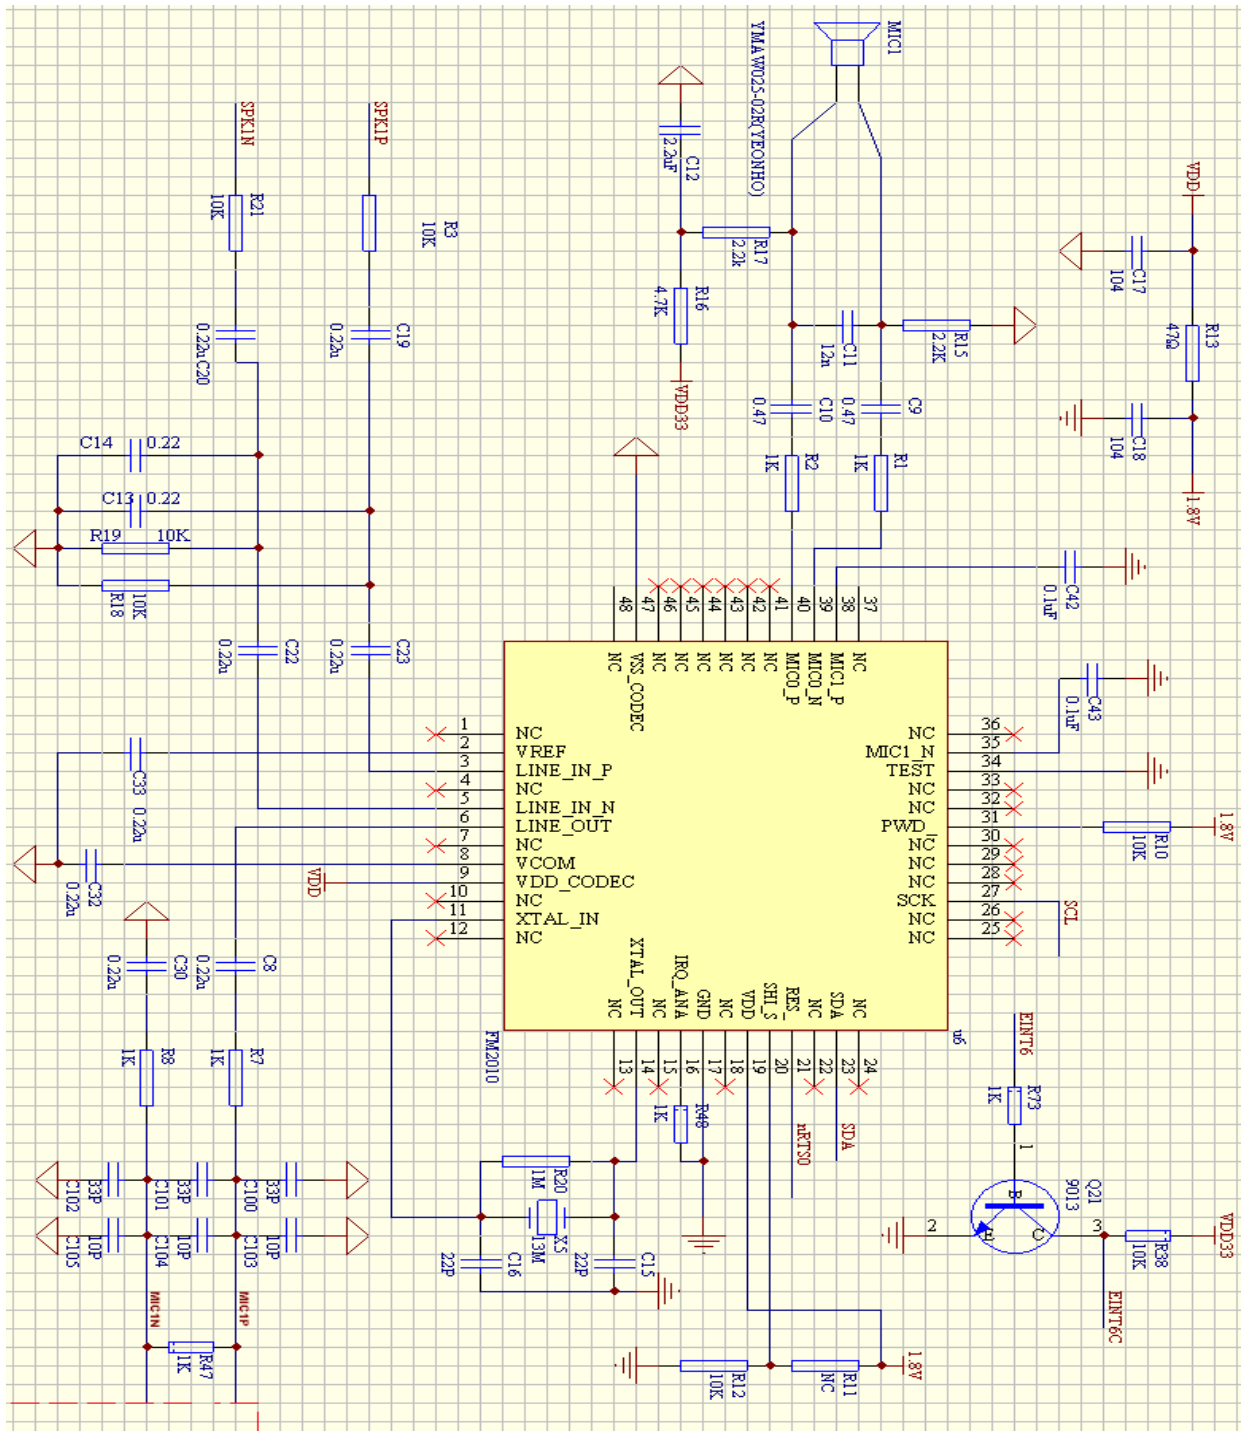 MIC1
YMAW025-02R(YEONHO)
SPK1N
SPK1P
C12
2.2uF
VDD
R21
10K
R3
10K
R17
2.2k
C17
104
R16
4.7K
C19
0.22u
0.22u
C20
C11
12n
R15
2.2K
R13
47Ω
VDD33
C10
0.47
C9
0.47
C18
104
C14
0.22
R2
1K
R1
1K
1.8V
C13
0.22
R19
10K
R18
10K
C42
0.1uF
48
47
46
45
44
43
42
41
40
39
38
37
C22
0.22u
C23
0.22u
NC
VSS_CODEC
NC
NC
NC
NC
NC
NC
MIC0_P
MIC0_N
MIC1_P
NC
C43
0.1uF
1
NC
36
NC
2
VREF
35
MIC1_N
3
LINE_IN_P
34
TEST
4
NC
33
NC
5
LINE_IN_N
32
NC
6
LINE_OUT
31
PWD_
7
NC
30
NC
8
VCOM
29
NC
9
VDD_CODEC
28
NC
10
NC
27
SCK
11
XTAL_IN
26
NC
12
NC
25
NC
C33
0.22u
C32
0.22u
VDD
R10
10K
1.8V
SCL
C30
0.22u
C8
0.22u
NC
XTAL_OUT
NC
IRQ_ANA
GND
NC
VDD
SHI_S
RES_
NC
SDA
NC
FM2010
u6
13
14
15
16
17
18
19
20
21
22
23
24
R8
1K
R7
1K
R48
1K
nRTS0
SDA
EINT6
R73
1K
1
Q21
9013
B
E
C
2
3
R38
10K
VDD33
EINT6C
C102
33P
C101
33P
C100
33P
C105
10P
C104
10P
C103
10P
R20
1M
X5
13M
C16
22P
C15
22P
MIC1N
MIC1P
R47
1K
R12
10K
R11
NC
1.8V